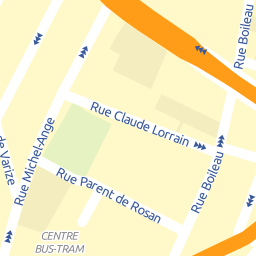 Rue Boileau
Rue Claude Lorrain
Rue Michel-Ange
de Varize
Rue Parent de Rosan
Rue Boileau
CENTRE
BUS-TRAM